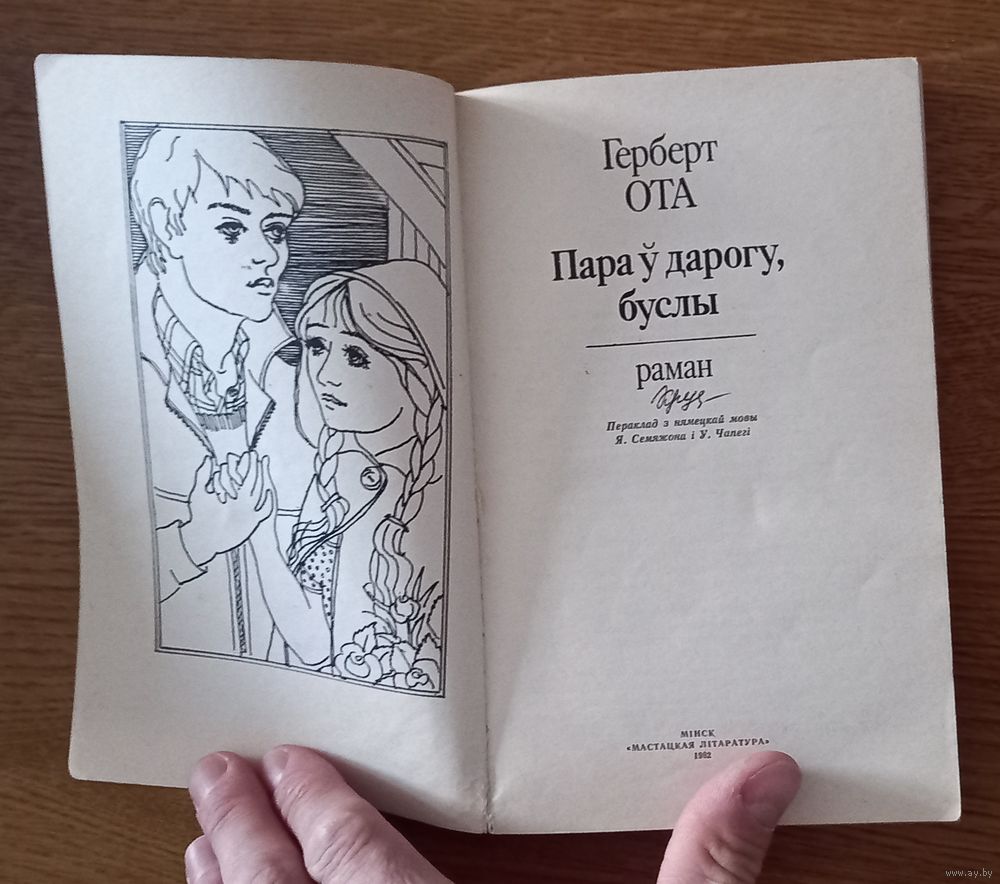 Герберт
ОТА
Пара ў дарогу,
буслы
раман
Пераклад з нямецкай мовы
Я. Семяжона і У. Чапегі
МІНСК
«МАСТАЦКАЯ ЛІТАРАТУРА»
1982
www.ay.by